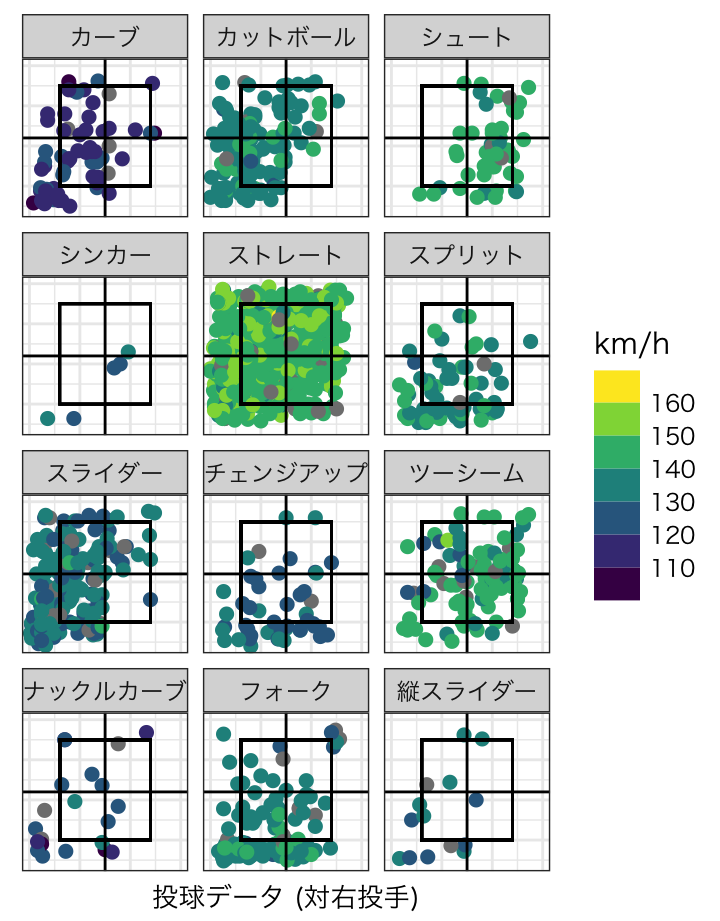 カーブ
カットボール
シュート
シンカー
ストレート
スプリット
km/h
160
150
140
130
120
110
スライダー
チェンジアップ
ツーシーム
ナックルカーブ
フォーク
縦スライダー
投球データ (対右投手)